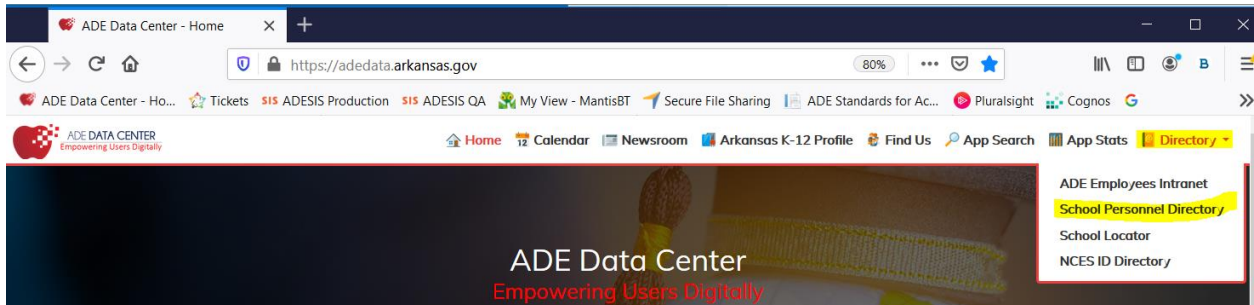 ADE Data Center - Home
https://adedata.arkansas.gov 80%
ADE Data Center - Ho... Tickets SIS ADESIS Production SIS ADESIS QA My View - MantisBT Secure File Sharing ADE Standards for Ac... Pluralsight Cognos G
ADE DATA CENTER
Empowering Users Digitally
Home 12 Calendar Newsroom Arkansas K-12 Profile Find Us App Search App Stats Directory
ADE Employees Intranet
School Personnel Directory
School Locator
NCES ID Directory
ADE Data Center
Empowering Users Digitally